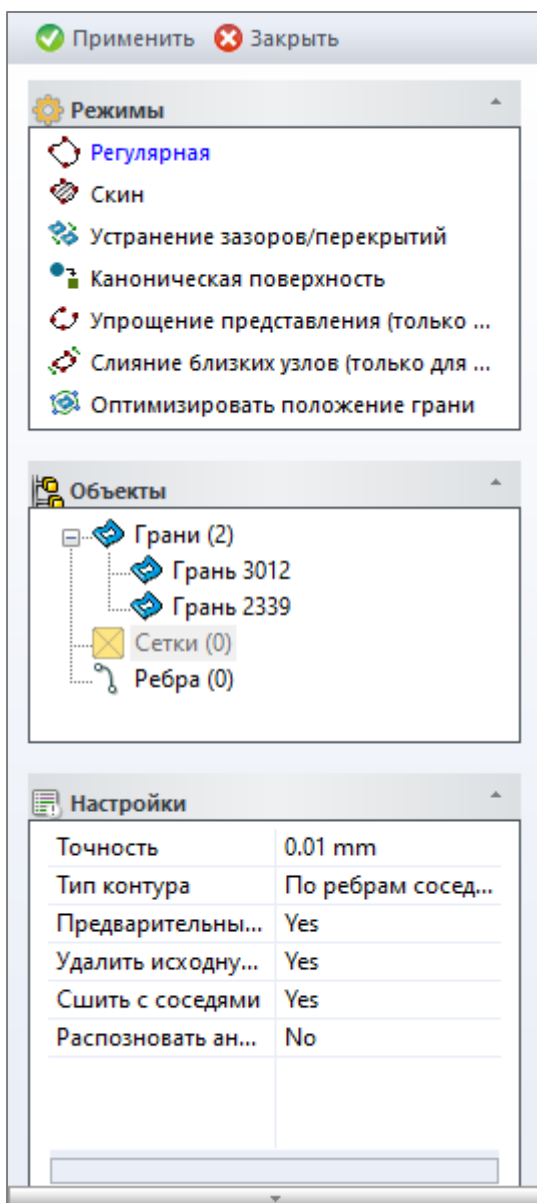 Применить Закрыть
Режимы
Регулярная
Скин
Устранение зазоров/перекрытий
Каноническая поверхность
Упрощение представления (только ...
Слияние близких узлов (только для ...
Оптимизировать положение грани
Объекты
Грани (2)
Грань 3012
Грань 2339
Сетки (0)
Ребра (0)
Настройки
Точность 0.01 mm
Тип контура По ребрам сосед...
Предварительны... Yes
Удалить исходну... Yes
Сшить с соседями Yes
Распозновать ан... No